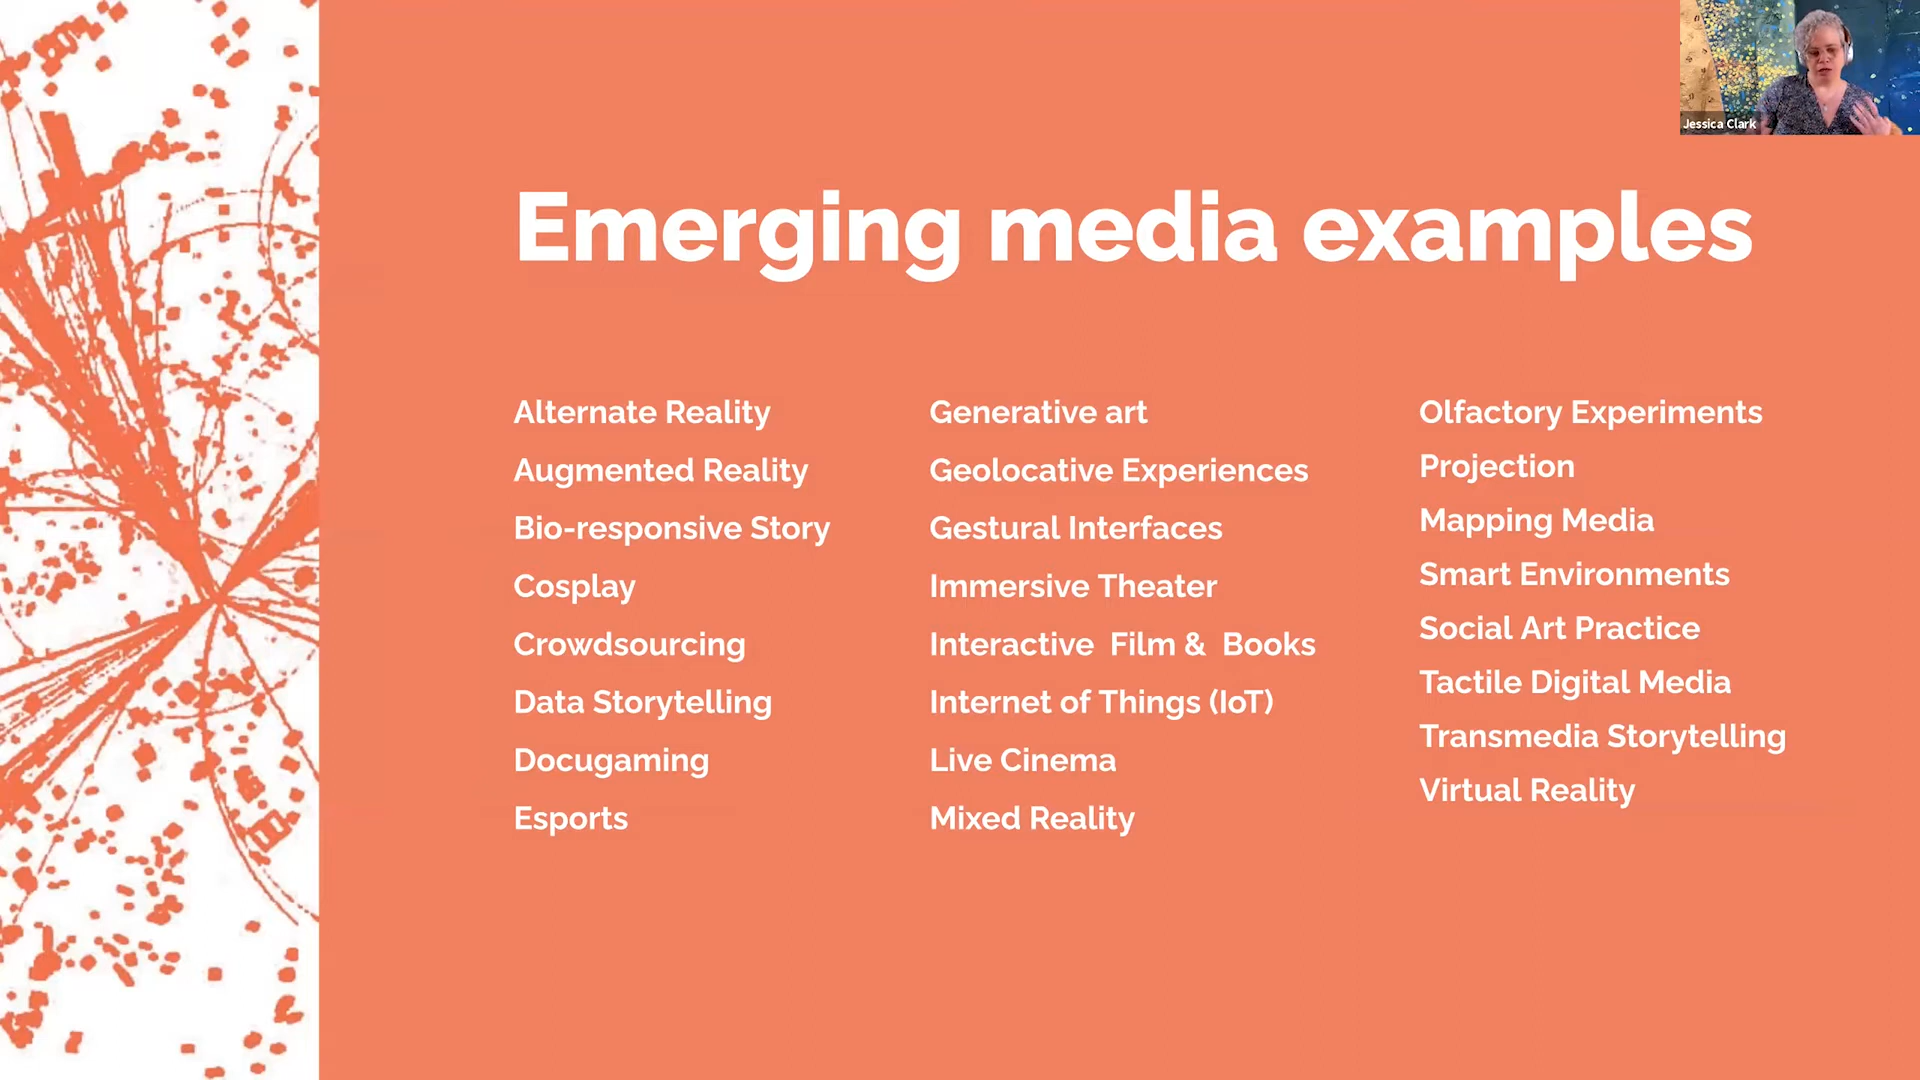 Jessica Clark
Emerging media examples
Alternate Reality
Augmented Reality
Bio-responsive Story
Cosplay
Crowdsourcing
Data Storytelling
Docugaming
Esports
Generative art
Geolocative Experiences
Gestural Interfaces
Immersive Theater
Interactive  Film &  Books
Internet of Things (IoT)
Live Cinema
Mixed Reality
Olfactory Experiments
Projection
Mapping Media
Smart Environments
Social Art Practice
Tactile Digital Media
Transmedia Storytelling
Virtual Reality